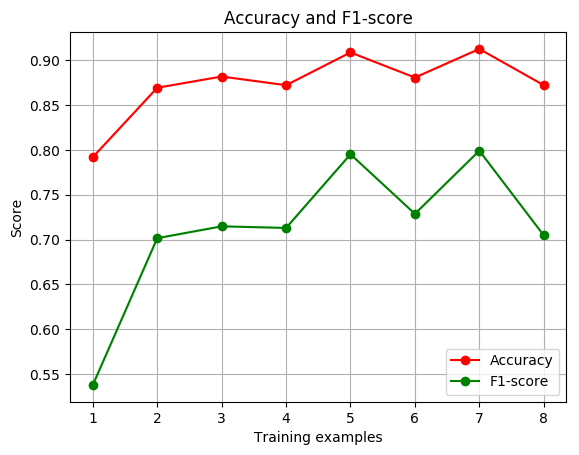 Accuracy and F1-score
Score
0.90
0.85
0.80
0.75
0.70
0.65
0.60
0.55
Accuracy
F1-score
1 2 3 4 5 6 7 8
Training examples